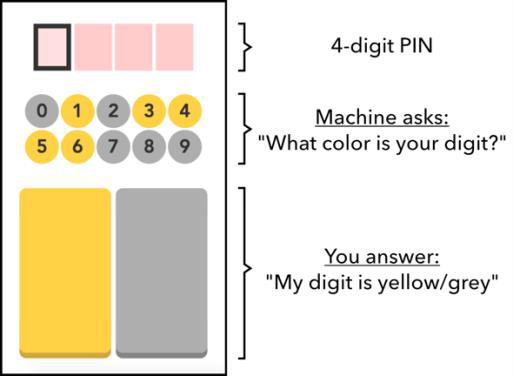 4-digit PIN
0 1 2 3 4
5 6 7 8 9
Machine asks:
"What color is your digit?"
You answer:
"My digit is yellow/grey"